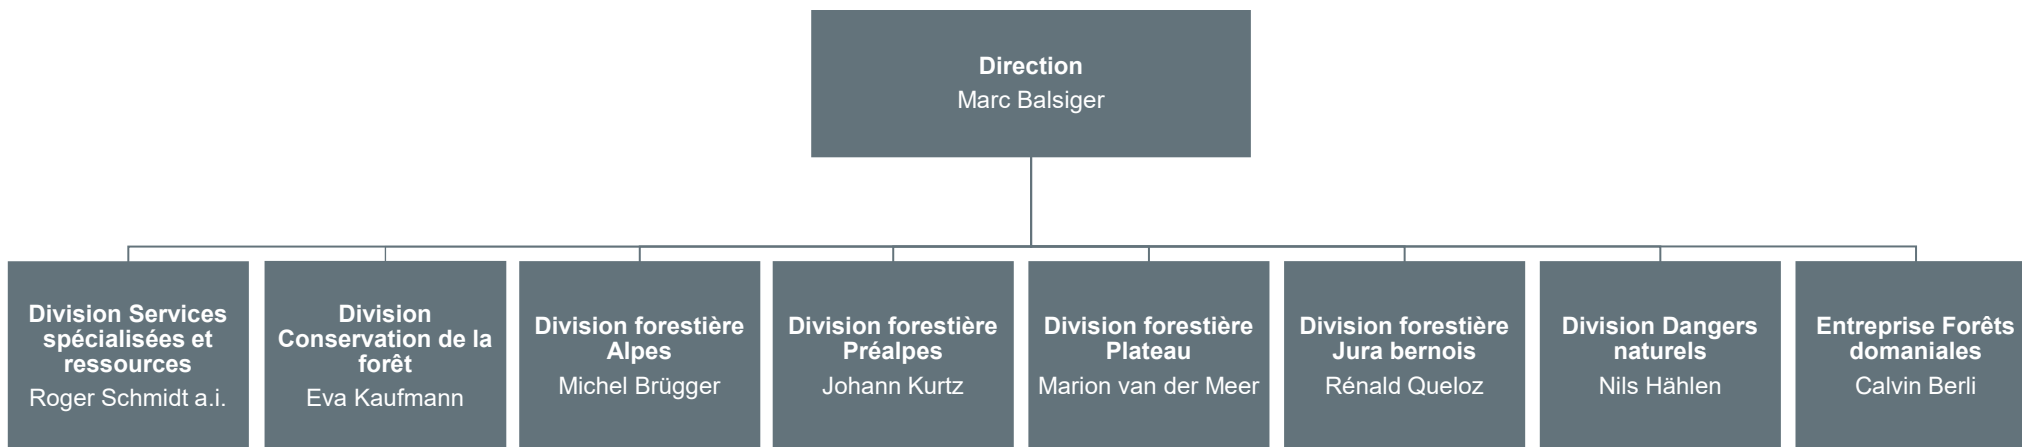 Direction
Marc Balsiger
Division Services
spécialisées et
ressources
Roger Schmidt a.i.
Division
Conservation de la
forêt
Eva Kaufmann
Division forestière
Alpes
Michel Brügger
Division forestière
Préalpes
Johann Kurtz
Division forestière
Plateau
Marion van der Meer
Division forestière
Jura bernois
Rénald Queloz
Division Dangers
naturels
Nils Hählen
Entreprise Forêts
domaniales
Calvin Berli